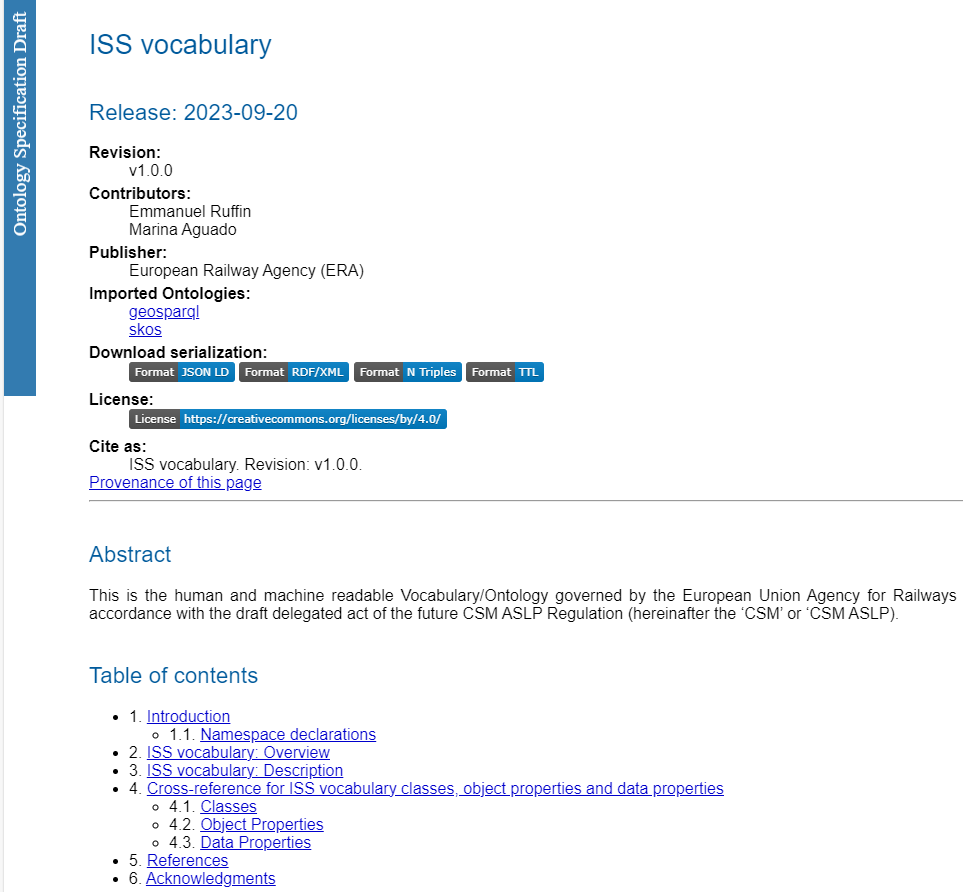 Ontology Specification Draft
ISS vocabulary
Release: 2023-09-20
Revision:
v1.0.0
Contributors:
Emmanuel Ruffin
Marina Aguado
Publisher:
European Railway Agency (ERA)
Imported Ontologies:
geosparql
skos
Download serialization:
Format JSON LD Format RDF/XML Format N Triples Format TTL
License:
License https://creativecommons.org/licenses/by/4.0/
Cite as:
ISS vocabulary. Revision: v1.0.0.
Provenance of this page
Abstract
This is the human and machine readable Vocabulary/Ontology governed by the European Union Agency for Railways
accordance with the draft delegated act of the future CSM ASLP Regulation (hereinafter the ‘CSM’ or ‘CSM ASLP).
Table of contents
• 1. Introduction
◦ 1.1. Namespace declarations
• 2. ISS vocabulary: Overview
• 3. ISS vocabulary: Description
• 4. Cross-reference for ISS vocabulary classes, object properties and data properties
◦ 4.1. Classes
◦ 4.2. Object Properties
◦ 4.3. Data Properties
• 5. References
• 6. Acknowledgments